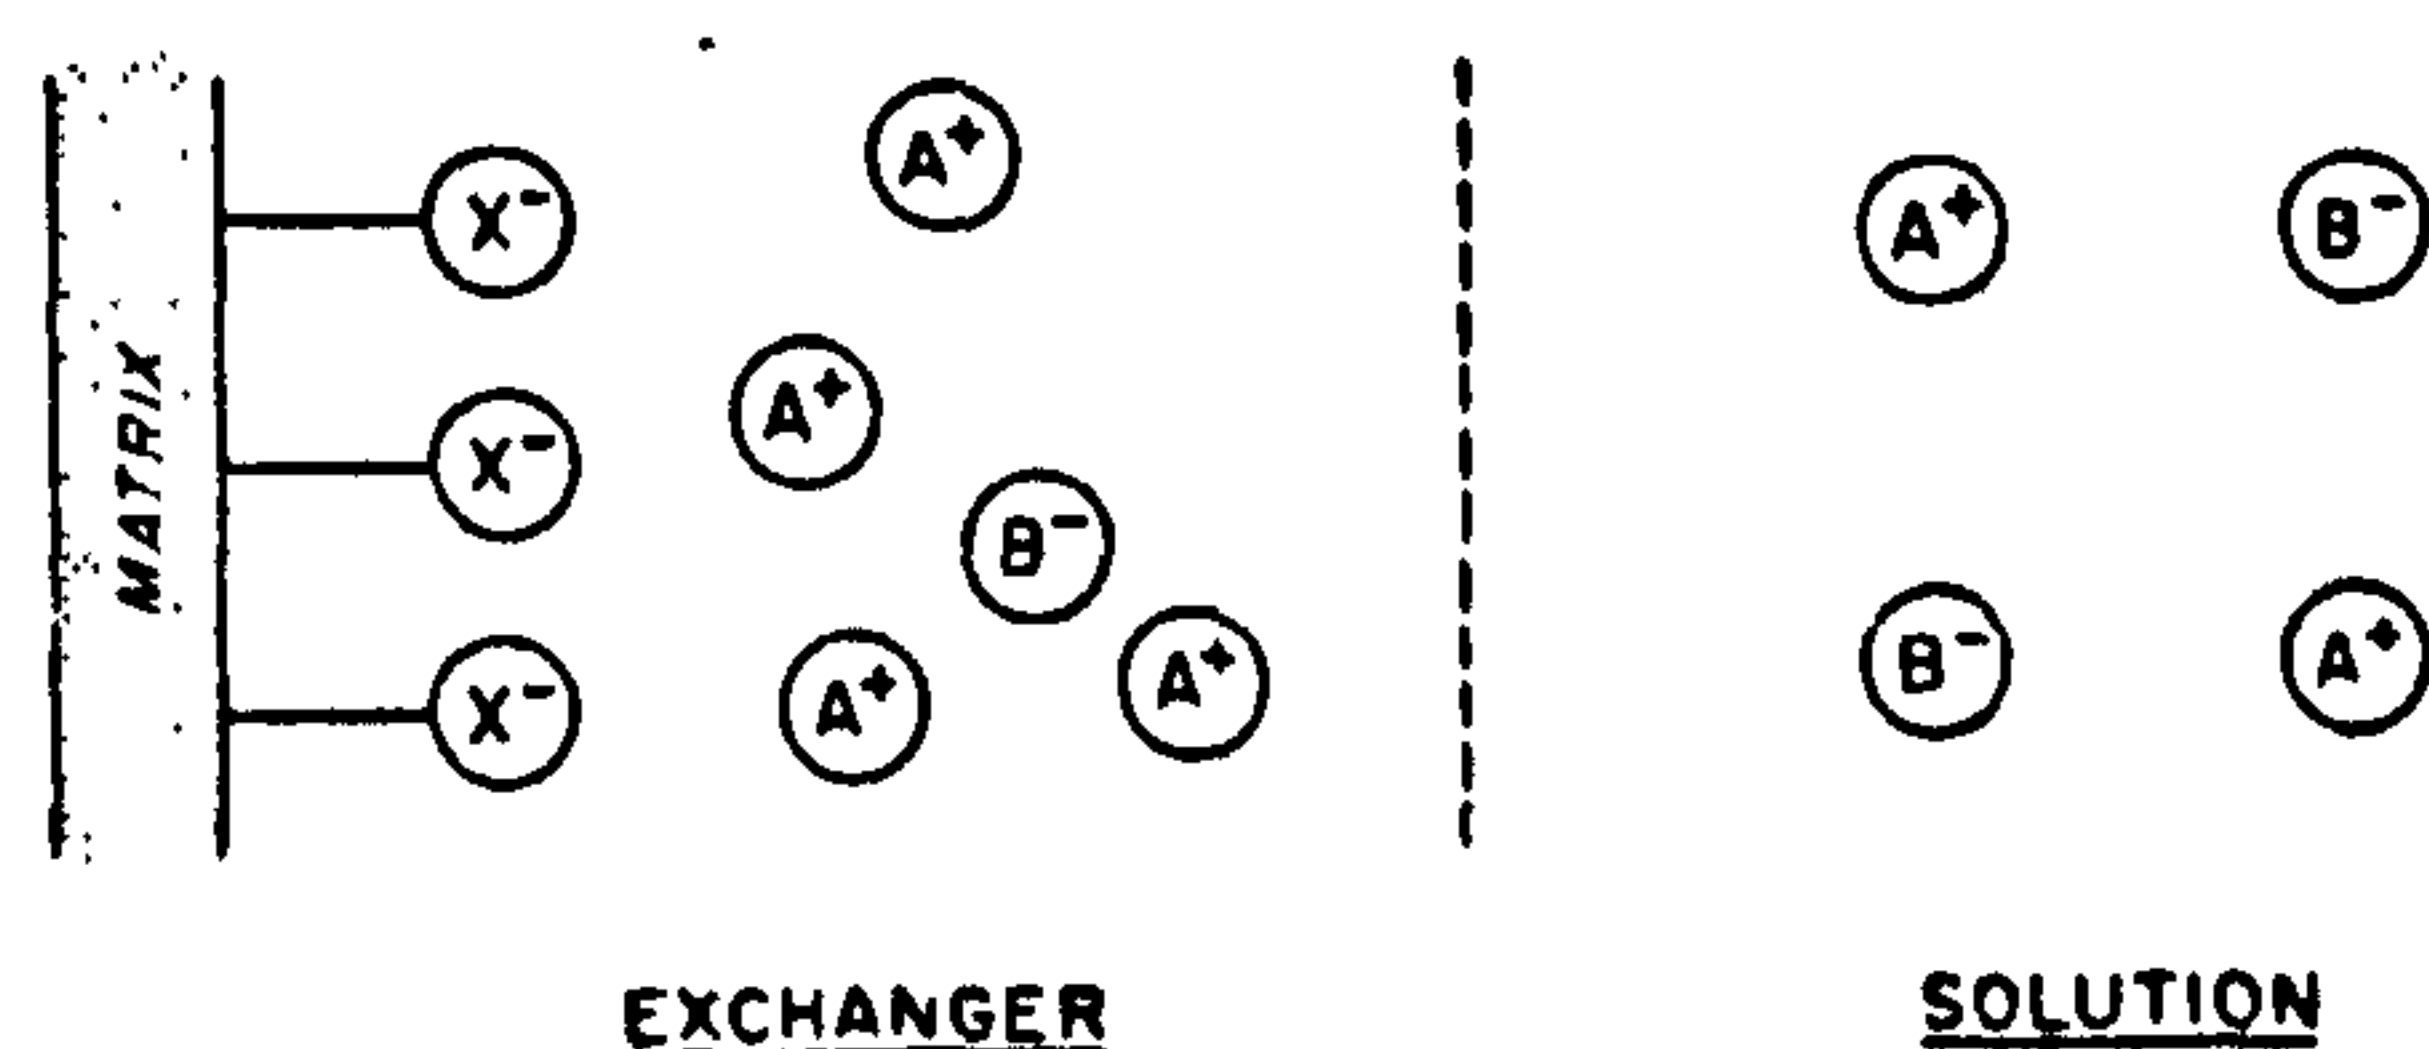 MATRIX
X⁻
X⁻
X⁻
A⁺
A⁺
B⁻
A⁺
A⁺
A⁺ B⁻
B⁻ A⁺
EXCHANGER SOLUTION